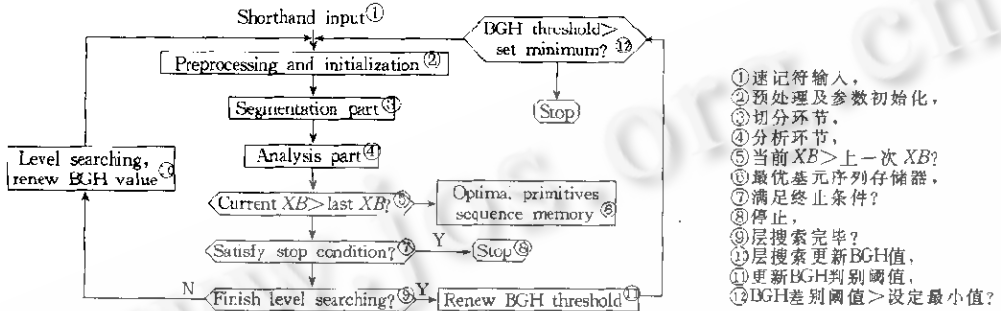 Shorthand input①
BGH threshold>
set minimum?⑫
Preprocessing and initialization②
Stop
Segmentation part③
Analysis part④
Level searching,
renew BGH value⑩
Current XB>last XB?⑤
Optima, primitives
sequence memory⑥
Satisfy stop condition?⑦
Y
Stop⑧
N
Finish level searching?⑨
Y
Renew BGH threshold⑪
①速记符输入,
②预处理及参数初始化,
③切分环节,
④分析环节,
⑤当前XB>上一次XB?
⑥最优基元序列存储器,
⑦满足终止条件?
⑧停止,
⑨层搜索完毕?
⑩层搜索更新BGH值,
⑪更新BGH判别阈值,
⑫BGH差别阈值>设定最小值?